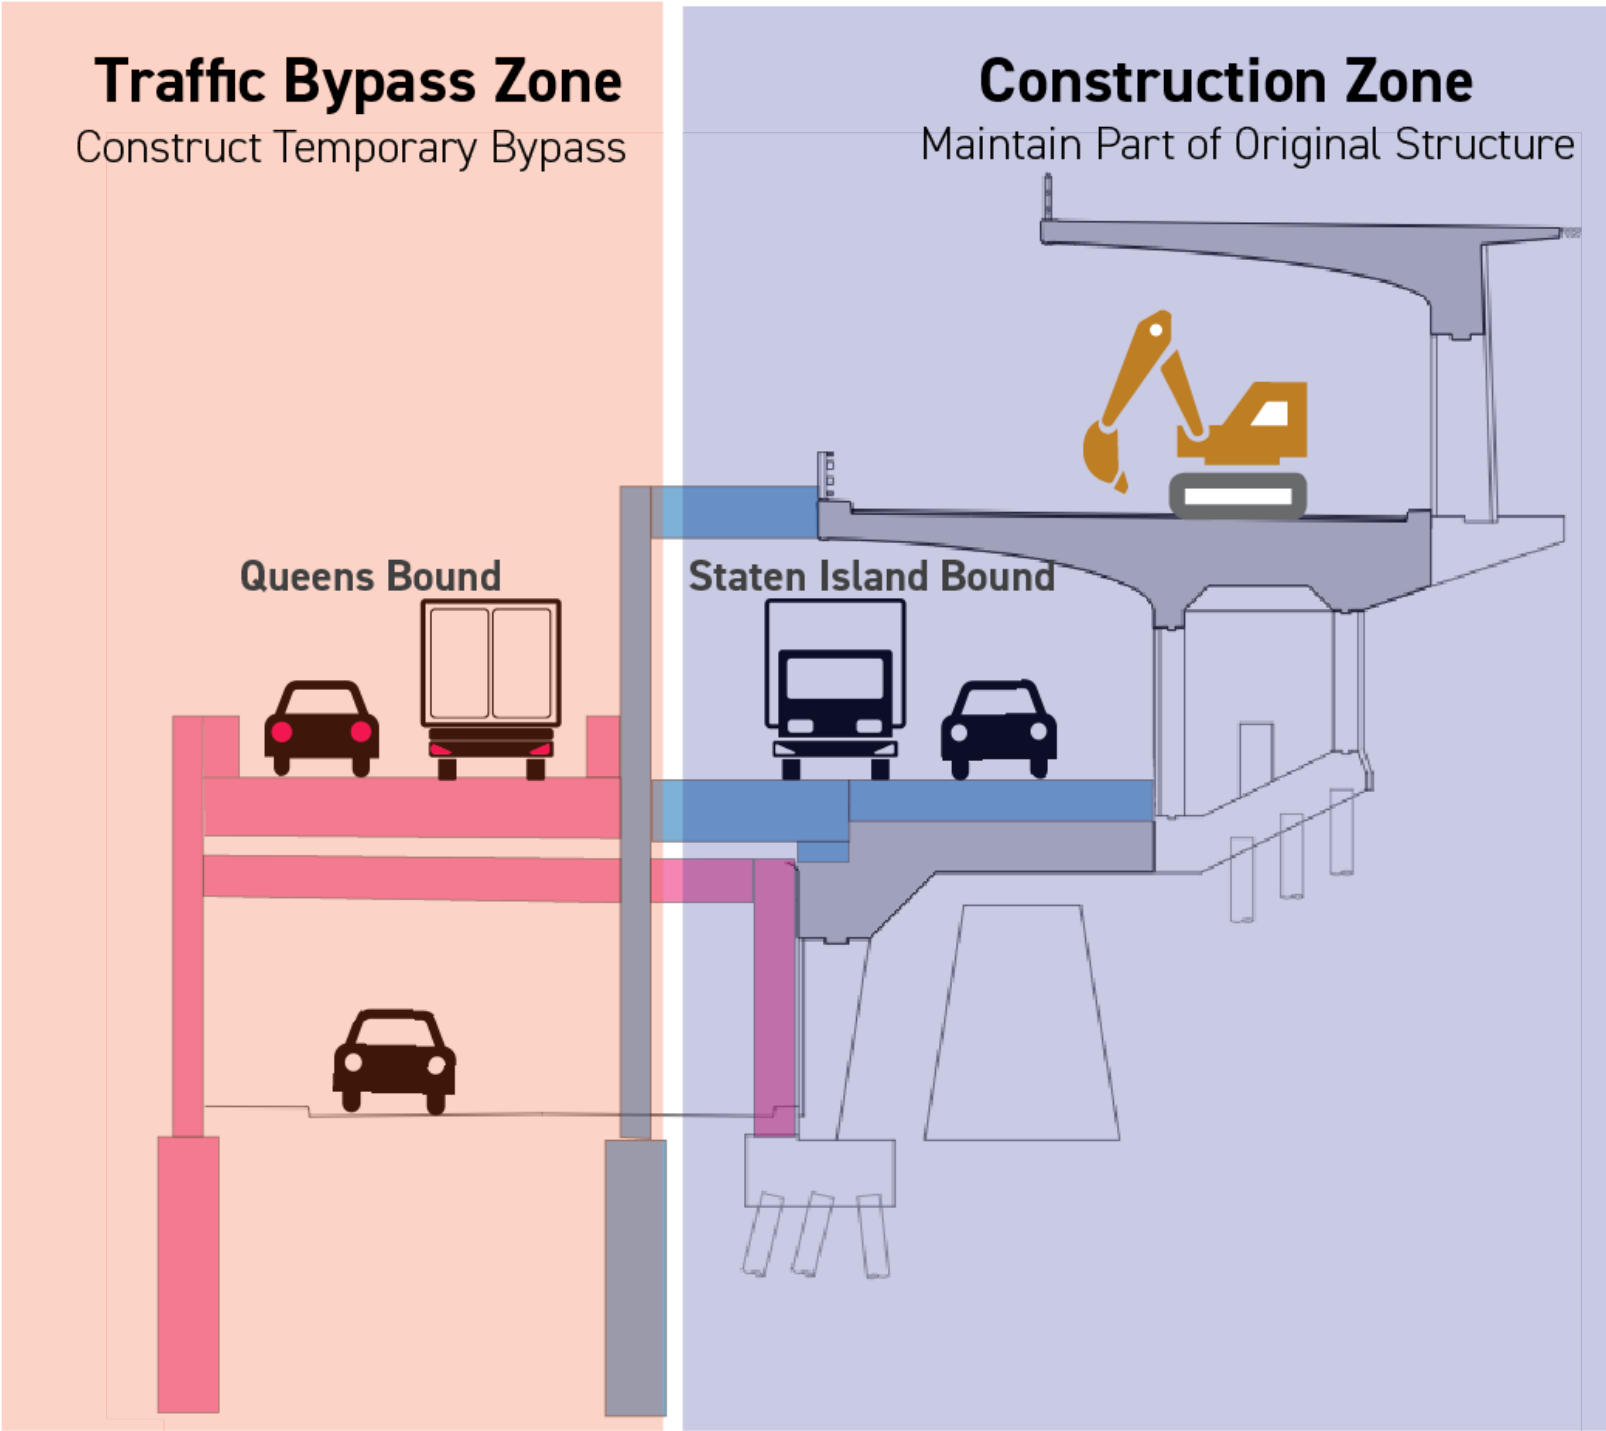 Traffic Bypass Zone
Construct Temporary Bypass
Construction Zone
Maintain Part of Original Structure
Queens Bound
Staten Island Bound